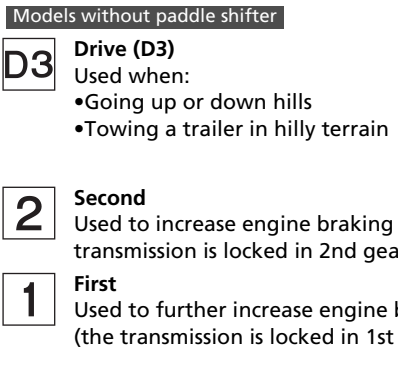 Models without paddle shifter
D3
Drive (D3)
Used when:
•Going up or down hills
•Towing a trailer in hilly terrain
2
Second
Used to increase engine braking
transmission is locked in 2nd
1
First
Used to further increase engine
(the transmission is locked in 1st